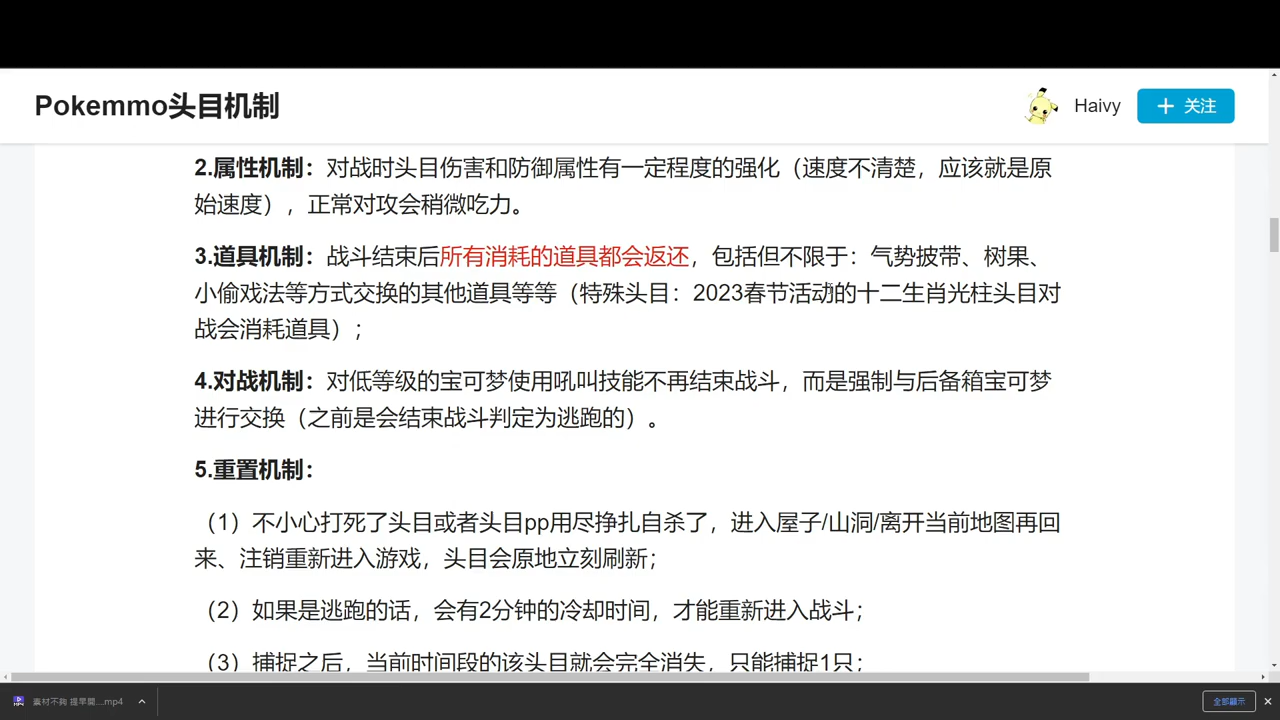 Pokemmo头目机制
Haivy
关注
2.属性机制：对战时头目伤害和防御属性有一定程度的强化（速度不清楚，应该就是原
始速度），正常对攻会稍微吃力。
3.道具机制：战斗结束后所有消耗的道具都会返还，包括但不限于：气势披带、树果、
小偷戏法等方式交换的其他道具等等（特殊头目：2023春节活动的十二生肖光柱头目对
战会消耗道具）；
4.对战机制：对低等级的宝可梦使用吼叫技能不再结束战斗，而是强制与后备箱宝可梦
进行交换（之前是会结束战斗判定为逃跑的）。
5.重置机制：
（1）不小心打死了头目或者头目pp用尽挣扎自杀了，进入屋子/山洞/离开当前地图再回
来、注销重新进入游戏，头目会原地立刻刷新；
（2）如果是逃跑的话，会有2分钟的冷却时间，才能重新进入战斗；
（3）捕捉之后，当前时间段的该头目就会完全消失，只能捕捉1只；
素材不夠 提早開....mp4
全部顯示